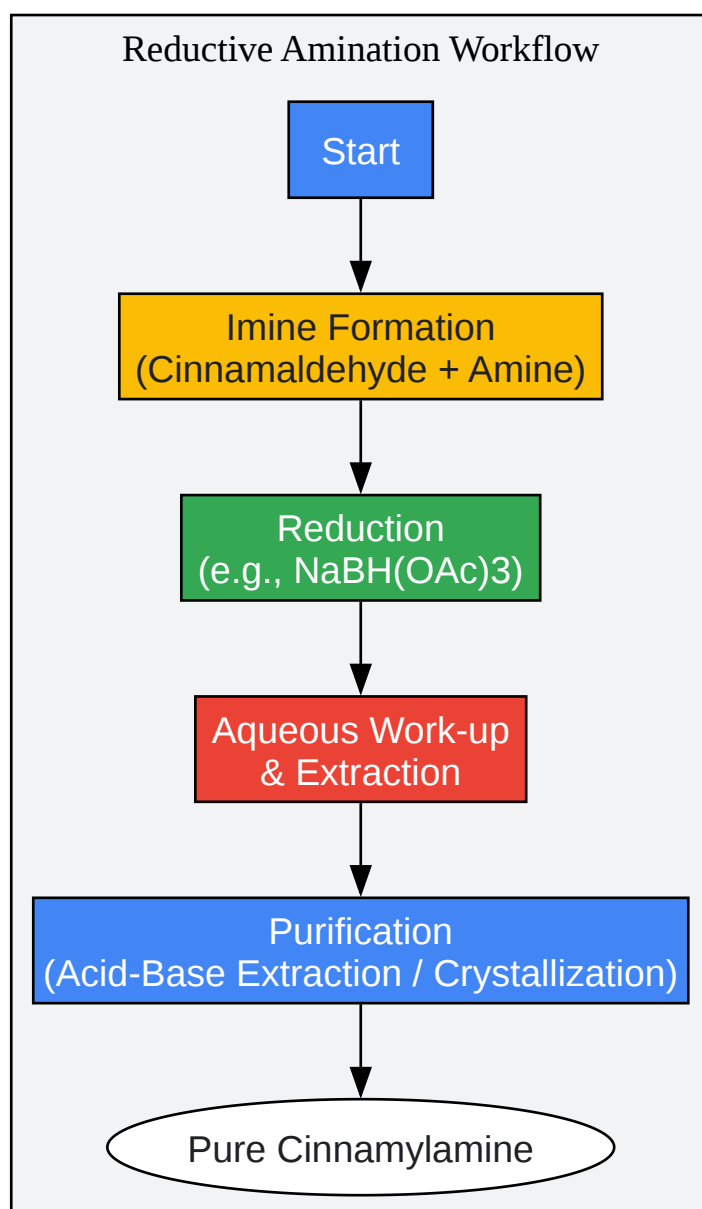 Reductive Amination Workflow
Start
Imine Formation
(Cinnamaldehyde + Amine)
Reduction
(e.g., NaBH(OAc)3)
Aqueous Work-up
& Extraction
Purification
(Acid-Base Extraction / Crystallization)
Pure Cinnamylamine